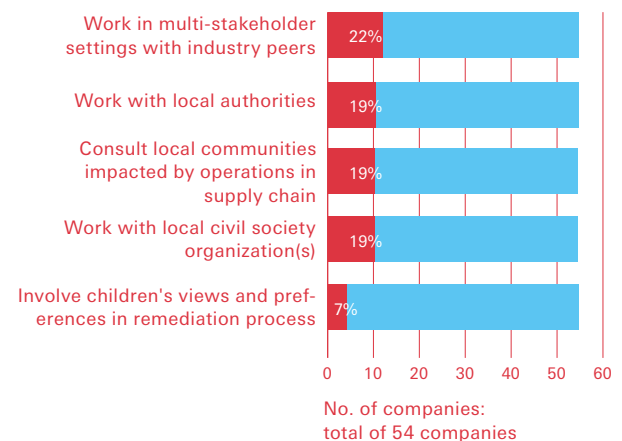 Work in multi-stakeholder
settings with industry peers
22%
Work with local authorities
19%
Consult local communities
impacted by operations in
supply chain
19%
Work with local civil society
organization(s)
19%
Involve children's views and pref-
erences in remediation process
7%
0 10 20 30 40 50 60
No. of companies:
total of 54 companies